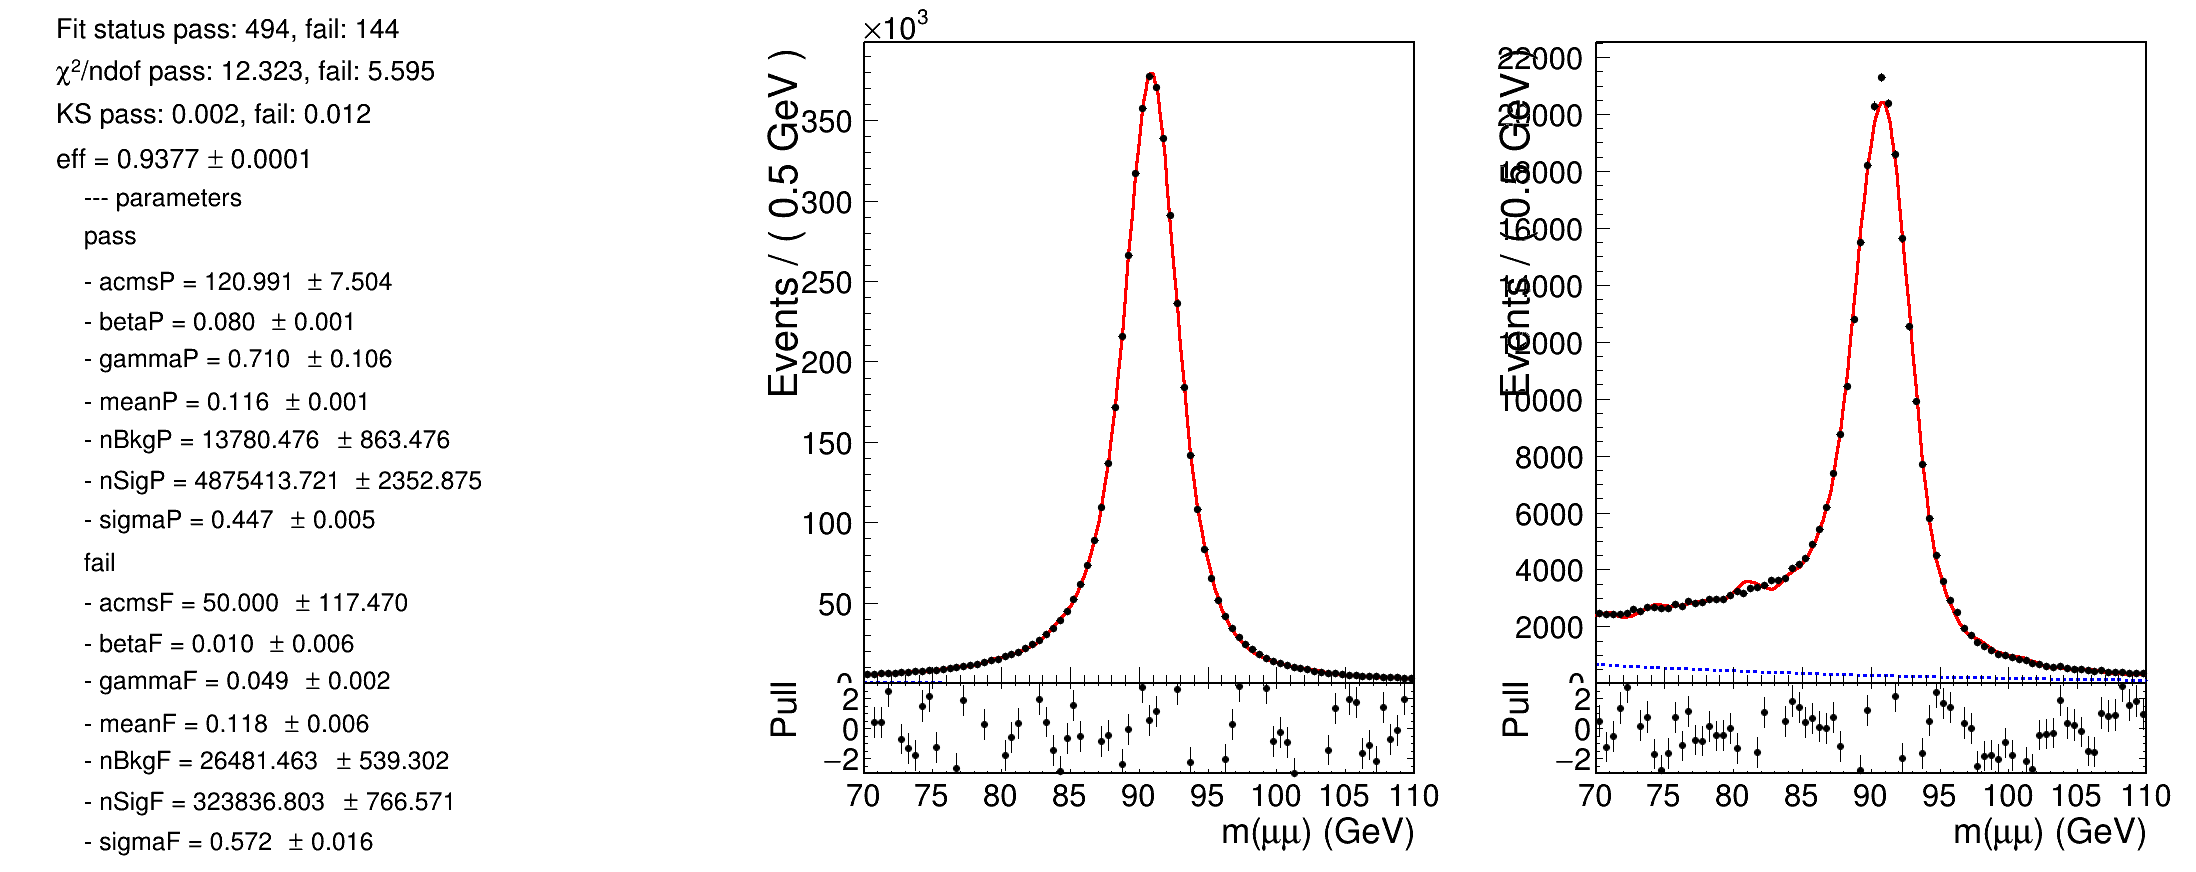 Fit status pass: 494, fail: 144
χ²/ndof pass: 12.323, fail: 5.595
KS pass: 0.002, fail: 0.012
eff = 0.9377 ± 0.0001
--- parameters
pass
- acmsP = 120.991 ± 7.504
- betaP = 0.080 ± 0.001
- gammaP = 0.710 ± 0.106
- meanP = 0.116 ± 0.001
- nBkgP = 13780.476 ± 863.476
- nSigP = 4875413.721 ± 2352.875
- sigmaP = 0.447 ± 0.005
fail
- acmsF = 50.000 ± 117.470
- betaF = 0.010 ± 0.006
- gammaF = 0.049 ± 0.002
- meanF = 0.118 ± 0.006
- nBkgF = 26481.463 ± 539.302
- nSigF = 323836.803 ± 766.571
- sigmaF = 0.572 ± 0.016
×10³
Events / ( 0.5 GeV )
350
300
250
200
150
100
50
0
Pull
2
0
−2
70 75 80 85 90 95 100 105 110
m(μμ) (GeV)
Events / ( 0.5 GeV )
22000
20000
18000
16000
14000
12000
10000
8000
6000
4000
2000
0
Pull
2
0
−2
70 75 80 85 90 95 100 105 110
m(μμ) (GeV)